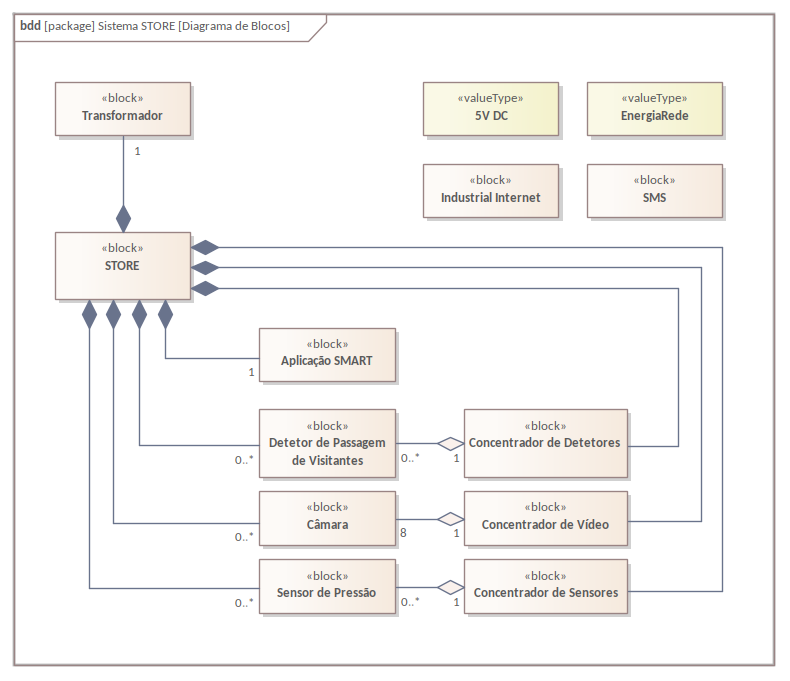 bdd [package] Sistema STORE [Diagrama de Blocos]
«block»
Transformador
«valueType»
5V DC
«valueType»
EnergiaRede
1
«block»
Industrial Internet
«block»
SMS
«block»
STORE
«block»
Aplicação SMART
1
«block»
Detetor de Passagem
de Visitantes
0..*
0..*
1
«block»
Concentrador de Detetores
«block»
Câmara
0..*
8
1
«block»
Concentrador de Vídeo
«block»
Sensor de Pressão
0..*
0..*
1
«block»
Concentrador de Sensores